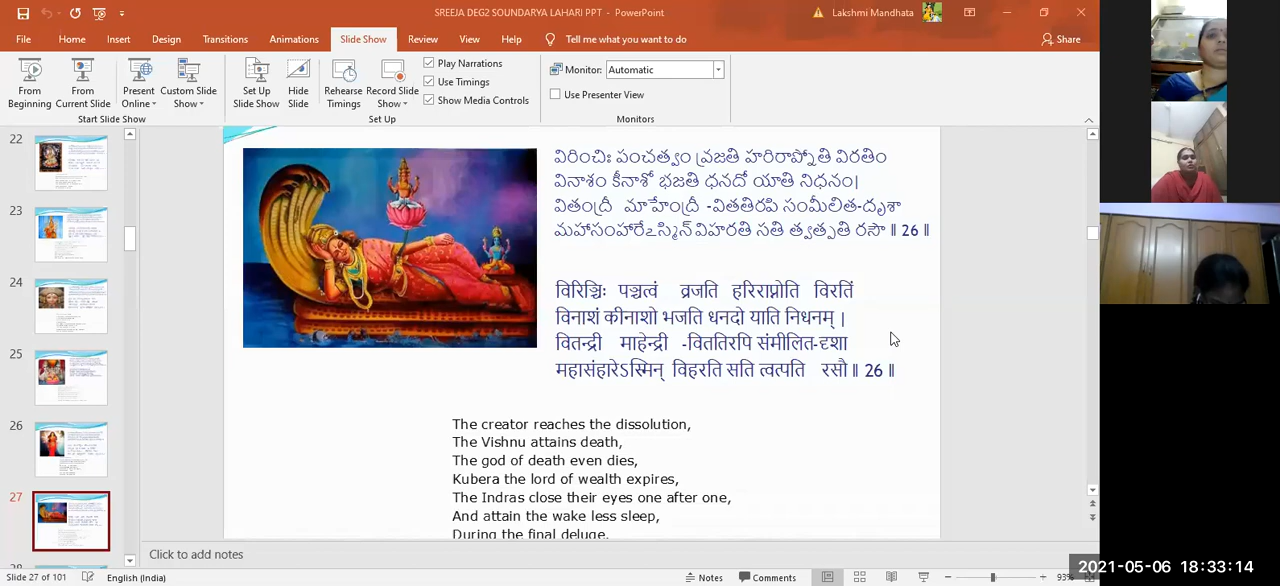 SREEJA DEG2 SOUNDARYA LAHARI PPT - PowerPoint
Lakshmi Mandhata
File Home Insert Design Transitions Animations Slide Show Review View Help Tell me what you want to do
Share
From Beginning
From Current Slide
Present Online
Custom Slide Show
Start Slide Show
Set Up Slide Show
Hide Slide
Rehearse Timings
Record Slide Show
Play Narrations
Use Timings
Show Media Controls
Set Up
Monitor: Automatic
Use Presenter View
Monitors
22
23
24
25
26
27
28
విరించిః పంచత్వం వ్రజతి హరిరాప్నోతి విరతిం
వినాశం కీనాశో భజతి ధనదో యాతి నిధనం|
వితంద్రీ మాహేంద్రీ -వితతిరపి సంమీలిత-దృశా
మహాసంహారేఽస్మిన్ విహరతి సతి త్వత్పతి రసౌ ‖ 26 ‖
विरिञ्चिः पञ्चत्वं व्रजति हरिराप्नोति विरतिं
विनाशं कीनाशो भजति धनदो याति निधनम् |
वितन्द्री माहेन्द्री -विततिरपि संमीलित-दृशा
महासंहारेऽस्मिन् विहरति सति त्वत्पति रसौ ‖ 26 ‖
The creator reaches the dissolution,
The Vishnu attains death,
The god of death even dies,
Kubera the lord of wealth expires,
The Indras close their eyes one after one,
And attain the wake less sleep,
During the final deluge,
Click to add notes
Slide 27 of 101 English (India)
Notes Comments
93%
2021-05-06 18:33:14